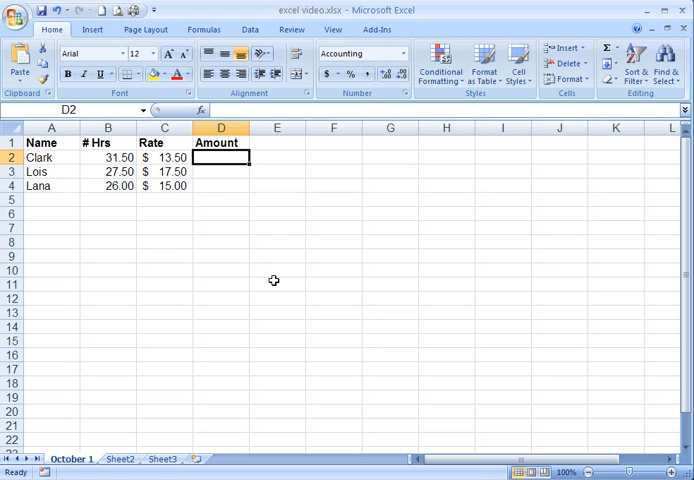 excel video.xlsx - Microsoft Excel
Home Insert Page Layout Formulas Data Review View Add-Ins
Paste
Arial 12
B I U
Accounting
$ % ,
Conditional Formatting
Format as Table
Cell Styles
Insert
Delete
Format
Σ
Sort & Filter
Find & Select
Clipboard Font Alignment Number Styles Cells Editing
D2 fx
A B C D E F G H I J K L
1 Name # Hrs Rate Amount
2 Clark 31.50 $ 13.50
3 Lois 27.50 $ 17.50
4 Lana 26.00 $ 15.00
5
6
7
8
9
10
11
12
13
14
15
16
17
18
19
20
21
22
October 1 Sheet2 Sheet3
Ready 100%